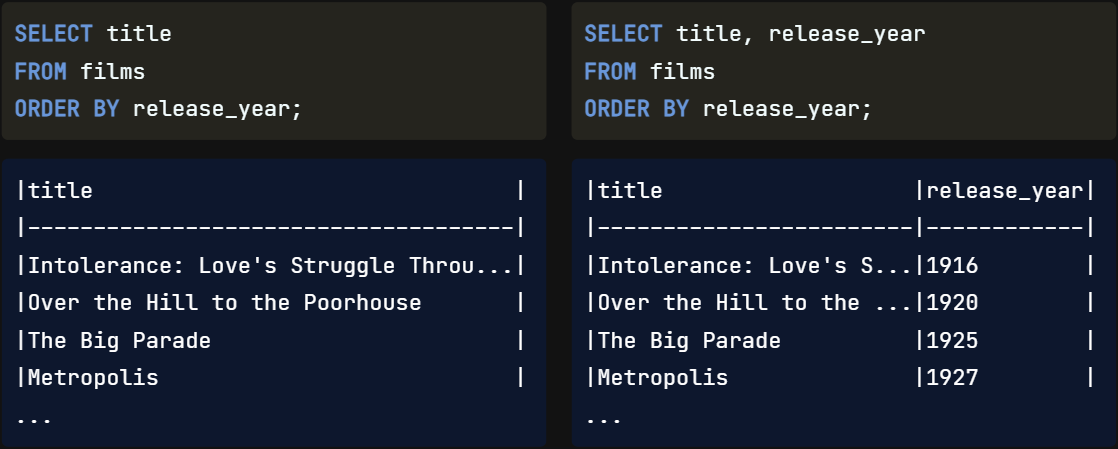 SELECT title
FROM films
ORDER BY release_year;
|title                                |
|-------------------------------------|
|Intolerance: Love's Struggle Throu...|
|Over the Hill to the Poorhouse       |
|The Big Parade                       |
|Metropolis                           |
...
SELECT title, release_year
FROM films
ORDER BY release_year;
|title                   |release_year|
|------------------------|------------|
|Intolerance: Love's S...|1916        |
|Over the Hill to the ...|1920        |
|The Big Parade          |1925        |
|Metropolis              |1927        |
...